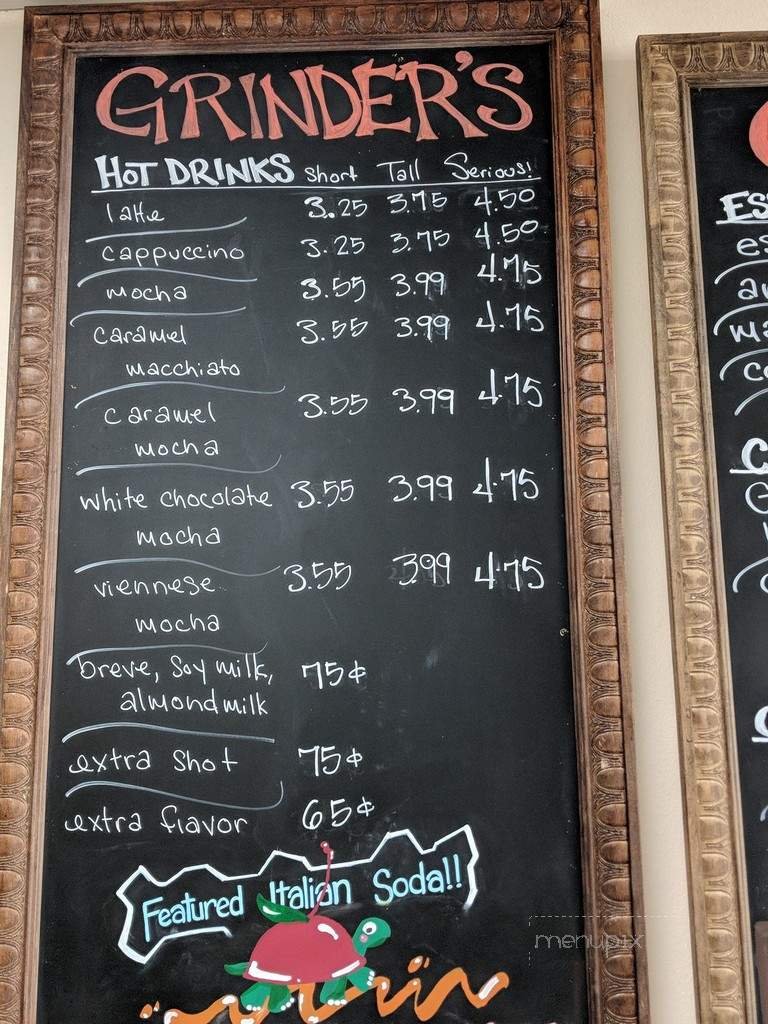 GRINDER'S
HOT DRINKS Short Tall Serious!
latte 3.25 3.75 4.50
cappuccino 3.25 3.75 4.50
mocha 3.55 3.99 4.75
caramel 3.55 3.99 4.75
macchiato
caramel 3.55 3.99 4.75
mocha
white chocolate 3.55 3.99 4.75
mocha
viennese 3.55 3.99 4.75
mocha
breve, soy milk, 75¢
almond milk
extra shot 75¢
extra flavor 65¢
Featured Italian Soda!!
menupix